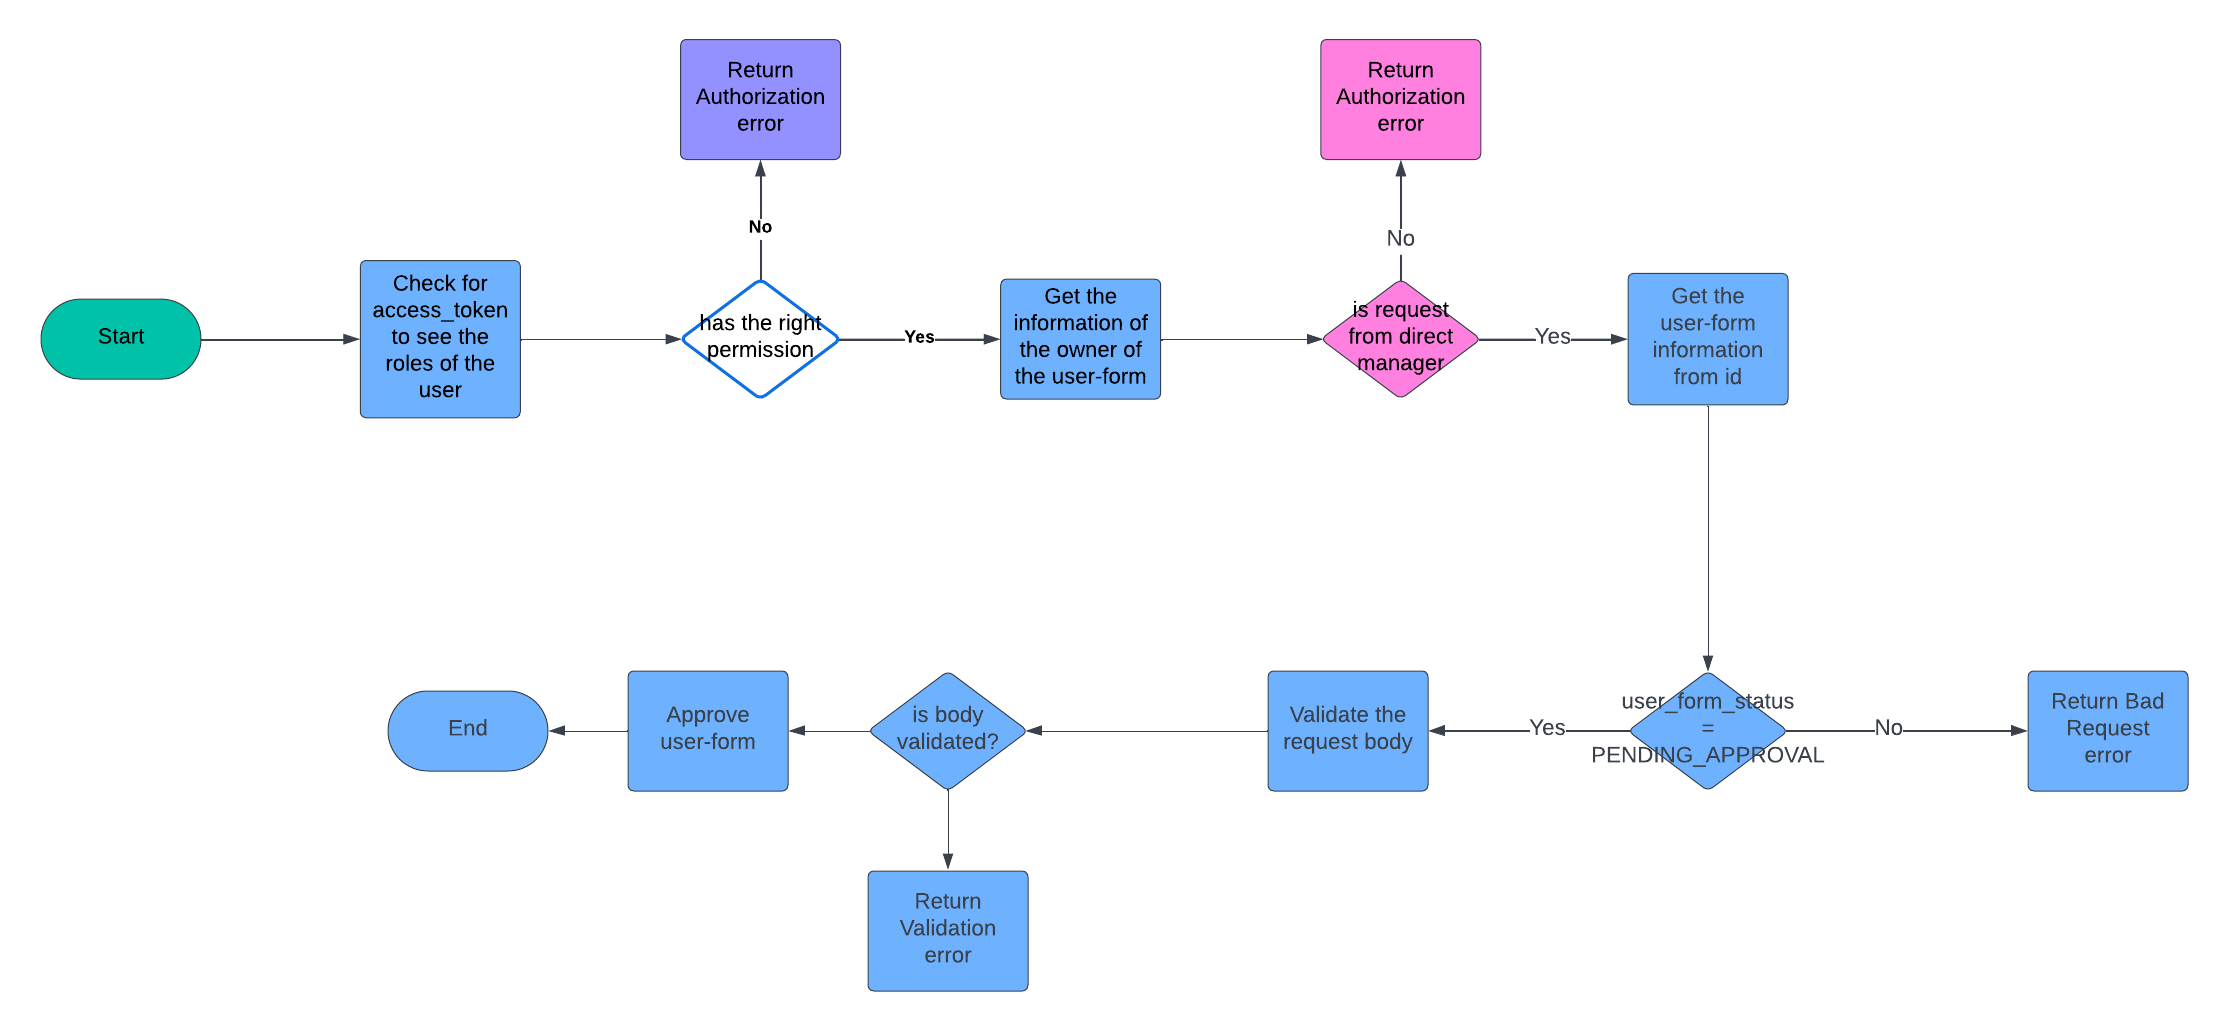 Return
Authorization
error
Return
Authorization
error
No
No
Start
Check for
access_token
to see the
roles of the
user
has the right
permission
Yes
Get the
information of
the owner of
the user-form
is request
from direct
manager
Yes
Get the
user-form
information
from id
End
Approve
user-form
is body
validated?
Validate the
request body
Yes
user_form_status
=
PENDING_APPROVAL
No
Return Bad
Request
error
Return
Validation
error